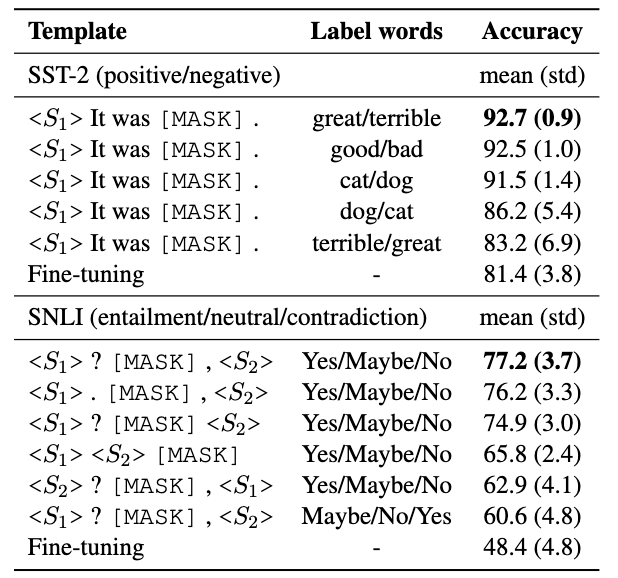 Template Label words Accuracy
SST-2 (positive/negative) mean (std)
<S1> It was [MASK] . great/terrible 92.7 (0.9)
<S1> It was [MASK] . good/bad 92.5 (1.0)
<S1> It was [MASK] . cat/dog 91.5 (1.4)
<S1> It was [MASK] . dog/cat 86.2 (5.4)
<S1> It was [MASK] . terrible/great 83.2 (6.9)
Fine-tuning - 81.4 (3.8)
SNLI (entailment/neutral/contradiction) mean (std)
<S1> ? [MASK] , <S2> Yes/Maybe/No 77.2 (3.7)
<S1> . [MASK] , <S2> Yes/Maybe/No 76.2 (3.3)
<S1> ? [MASK] <S2> Yes/Maybe/No 74.9 (3.0)
<S1> <S2> [MASK] Yes/Maybe/No 65.8 (2.4)
<S2> ? [MASK] , <S1> Yes/Maybe/No 62.9 (4.1)
<S1> ? [MASK] , <S2> Maybe/No/Yes 60.6 (4.8)
Fine-tuning - 48.4 (4.8)